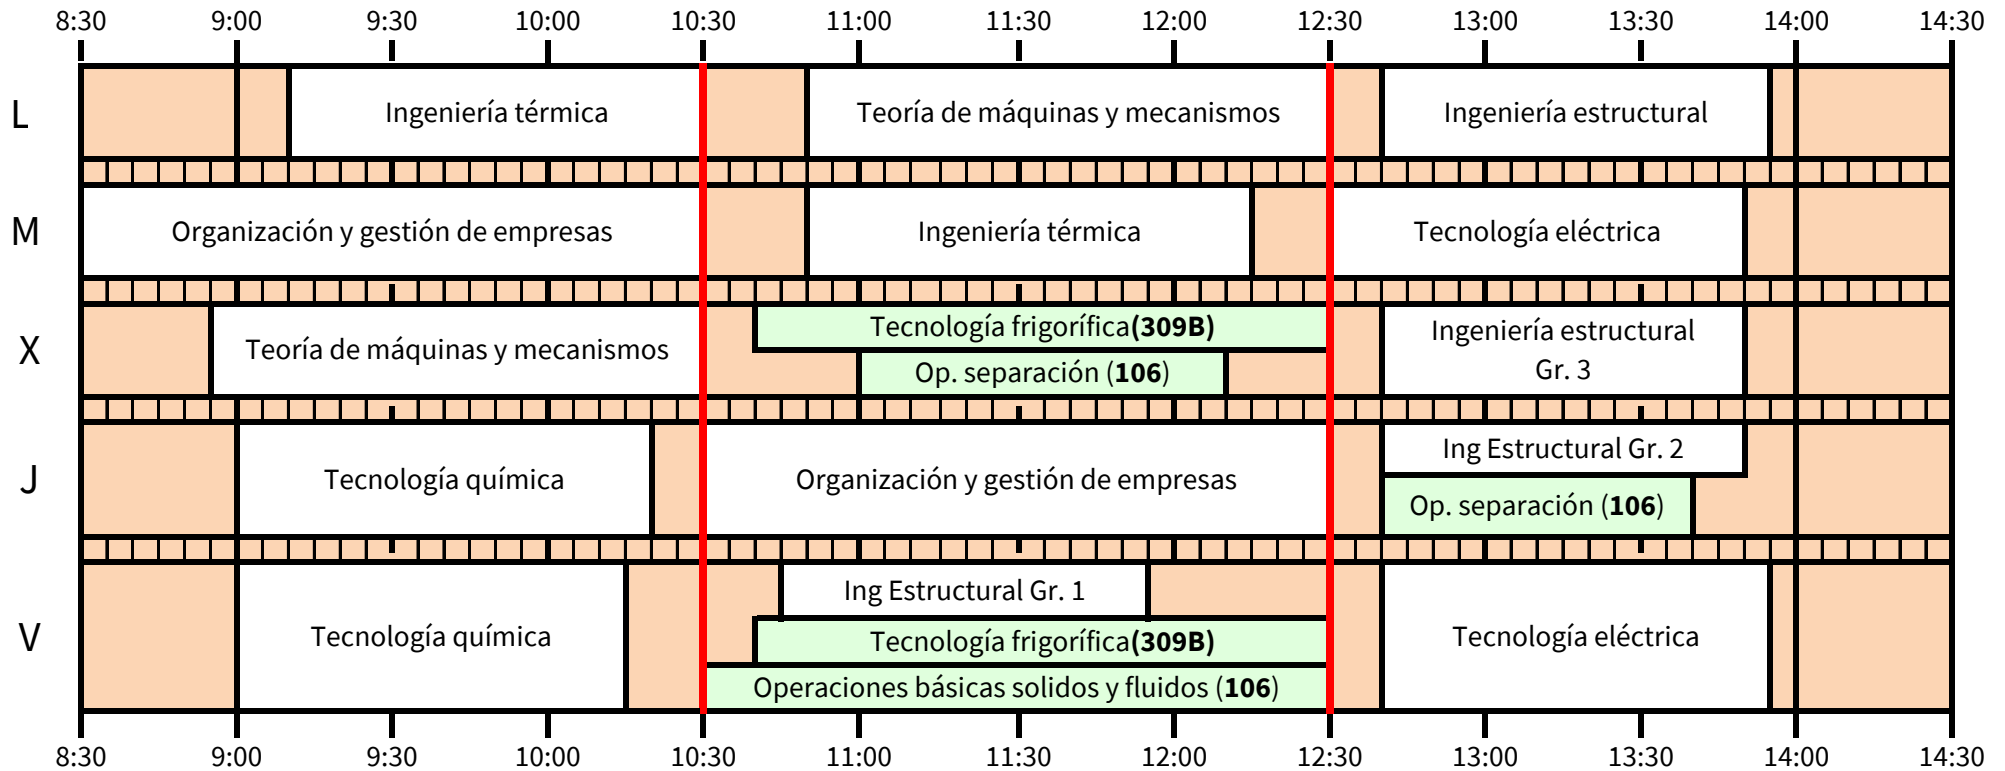 8:30 9:00 9:30 10:00 10:30 11:00 11:30 12:00 12:30 13:00 13:30 14:00 14:30
L Ingeniería térmica Teoría de máquinas y mecanismos Ingeniería estructural
M Organización y gestión de empresas Ingeniería térmica Tecnología eléctrica
X Teoría de máquinas y mecanismos
Tecnología frigorífica(309B)
Op. separación (106)
Ingeniería estructural
Gr. 3
J Tecnología química Organización y gestión de empresas
Ing Estructural Gr. 2
Op. separación (106)
V Tecnología química
Ing Estructural Gr. 1
Tecnología frigorífica(309B)
Operaciones básicas solidos y fluidos (106)
Tecnología eléctrica
8:30 9:00 9:30 10:00 10:30 11:00 11:30 12:00 12:30 13:00 13:30 14:00 14:30